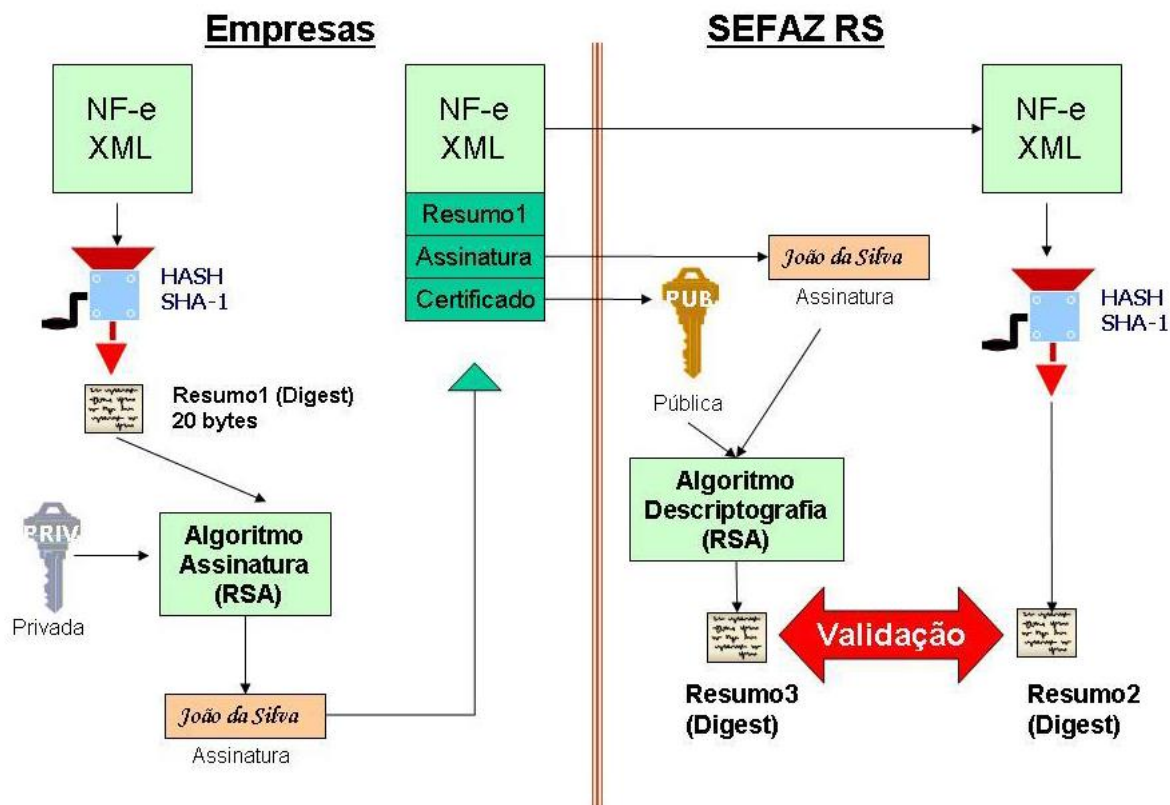 Empresas
SEFAZ RS
NF-e
XML
HASH
SHA-1
Resumo1 (Digest)
20 bytes
PRIV
Privada
Algoritmo
Assinatura
(RSA)
João da Silva
Assinatura
NF-e
XML
Resumo1
Assinatura
Certificado
PUB
Pública
João da Silva
Assinatura
Algoritmo
Descriptografia
(RSA)
Resumo3
(Digest)
Validação
NF-e
XML
HASH
SHA-1
Resumo2
(Digest)